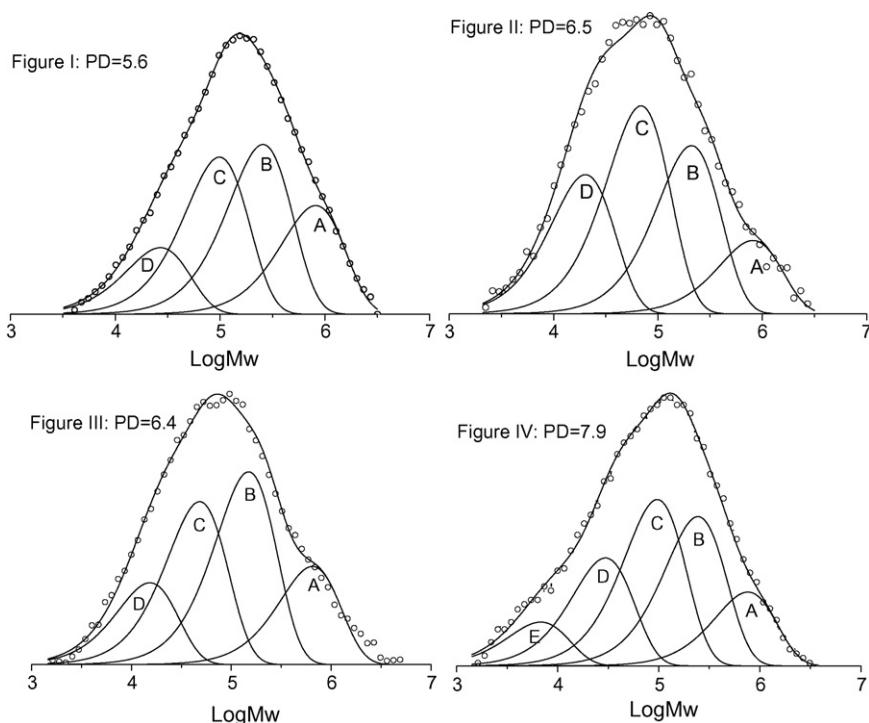 Figure I: PD=5.6
A
B
C
D
3 4 5 6 7
LogMw
Figure II: PD=6.5
C
B
D
A
3 4 5 6 7
LogMw
Figure III: PD=6.4
B
C
A
D
3 4 5 6 7
LogMw
Figure IV: PD=7.9
C
B
D
A
E
4 5 6 7
LogMw